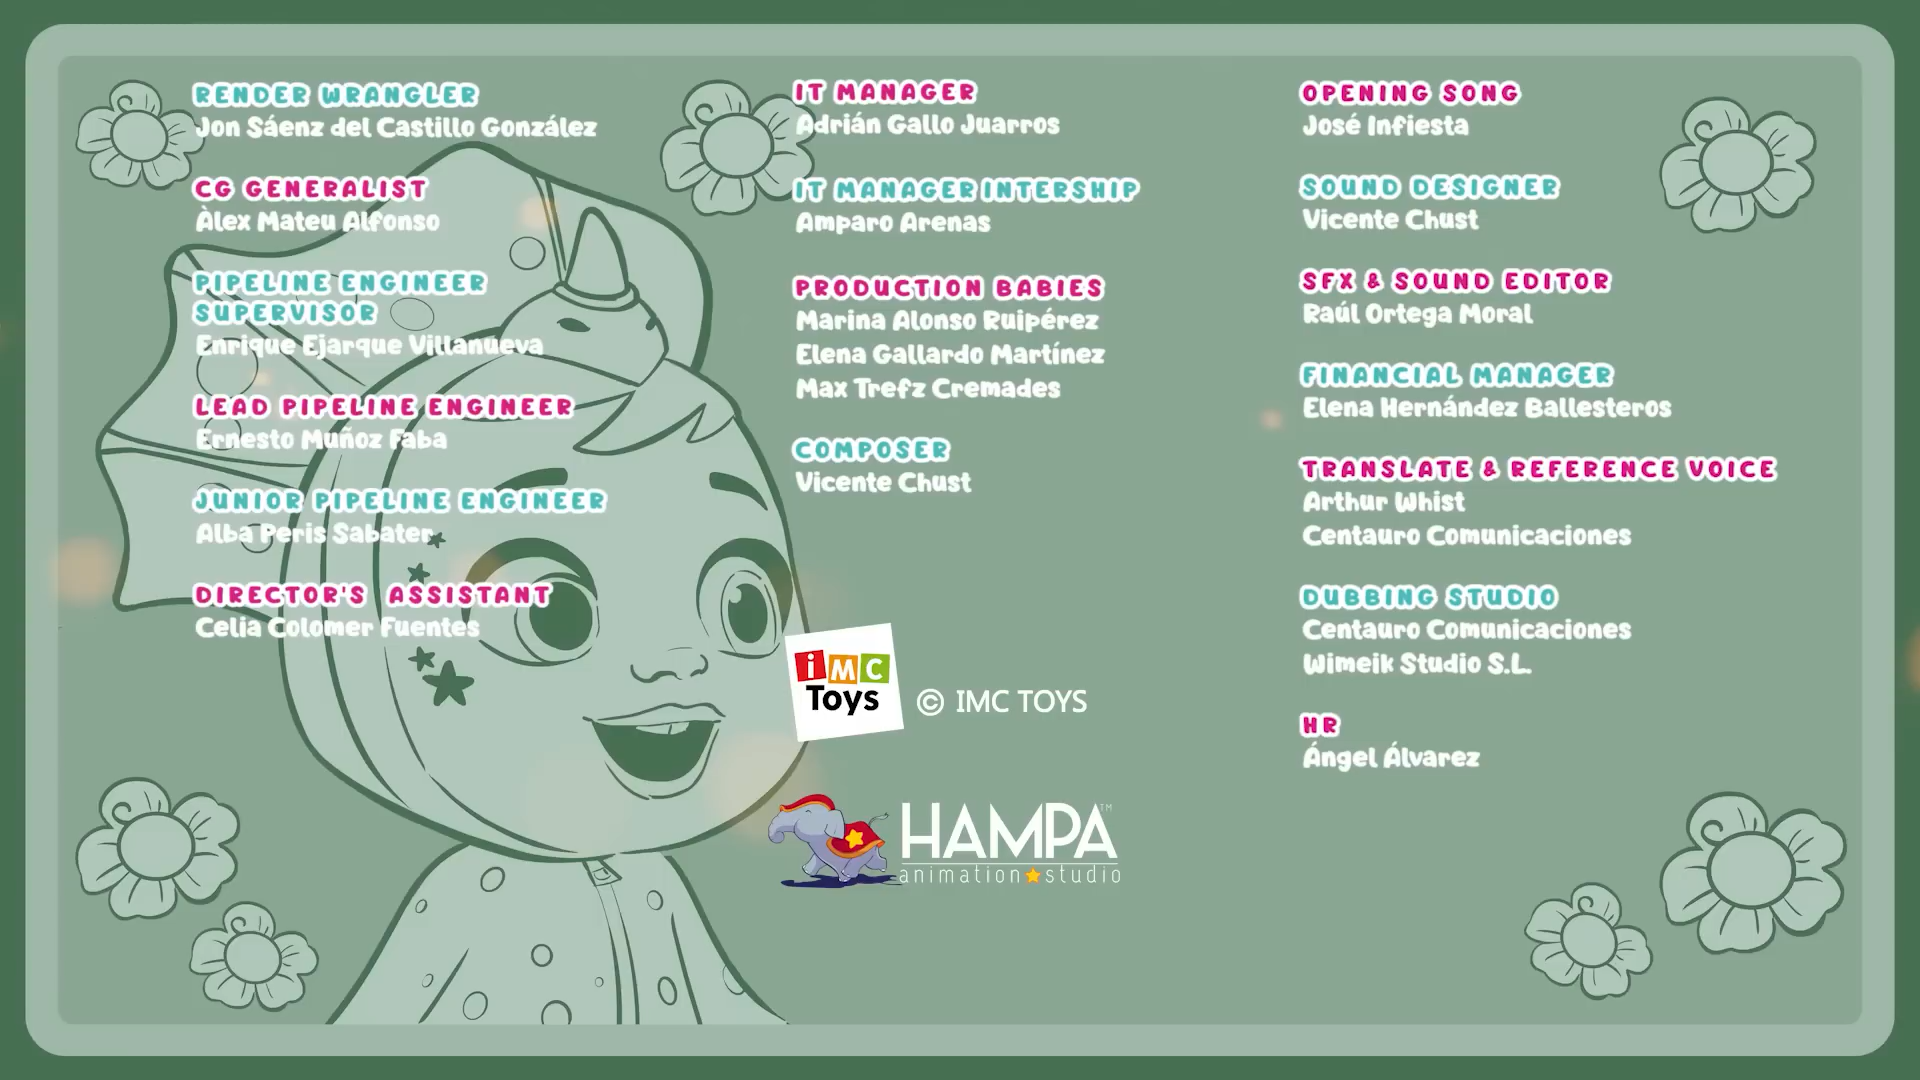 RENDER WRANGLER
Jon Sáenz del Castillo González
CG GENERALIST
Àlex Mateu Alfonso
PIPELINE ENGINEER
SUPERVISOR
Enrique Ejarque Villanueva
LEAD PIPELINE ENGINEER
Ernesto Muñoz Faba
JUNIOR PIPELINE ENGINEER
Alba Peris Sabater
DIRECTOR'S ASSISTANT
Celia Colomer Fuentes
IT MANAGER
Adrián Gallo Juarros
IT MANAGER INTERSHIP
Amparo Arenas
PRODUCTION BABIES
Marina Alonso Ruipérez
Elena Gallardo Martínez
Max Trefz Cremades
COMPOSER
Vicente Chust
iMC
Toys
© IMC TOYS
HAMPA™
animation studio
OPENING SONG
José Infiesta
SOUND DESIGNER
Vicente Chust
SFX & SOUND EDITOR
Raúl Ortega Moral
FINANCIAL MANAGER
Elena Hernández Ballesteros
TRANSLATE & REFERENCE VOICE
Arthur Whist
Centauro Comunicaciones
DUBBING STUDIO
Centauro Comunicaciones
Wimeik Studio S.L.
HR
Ángel Álvarez